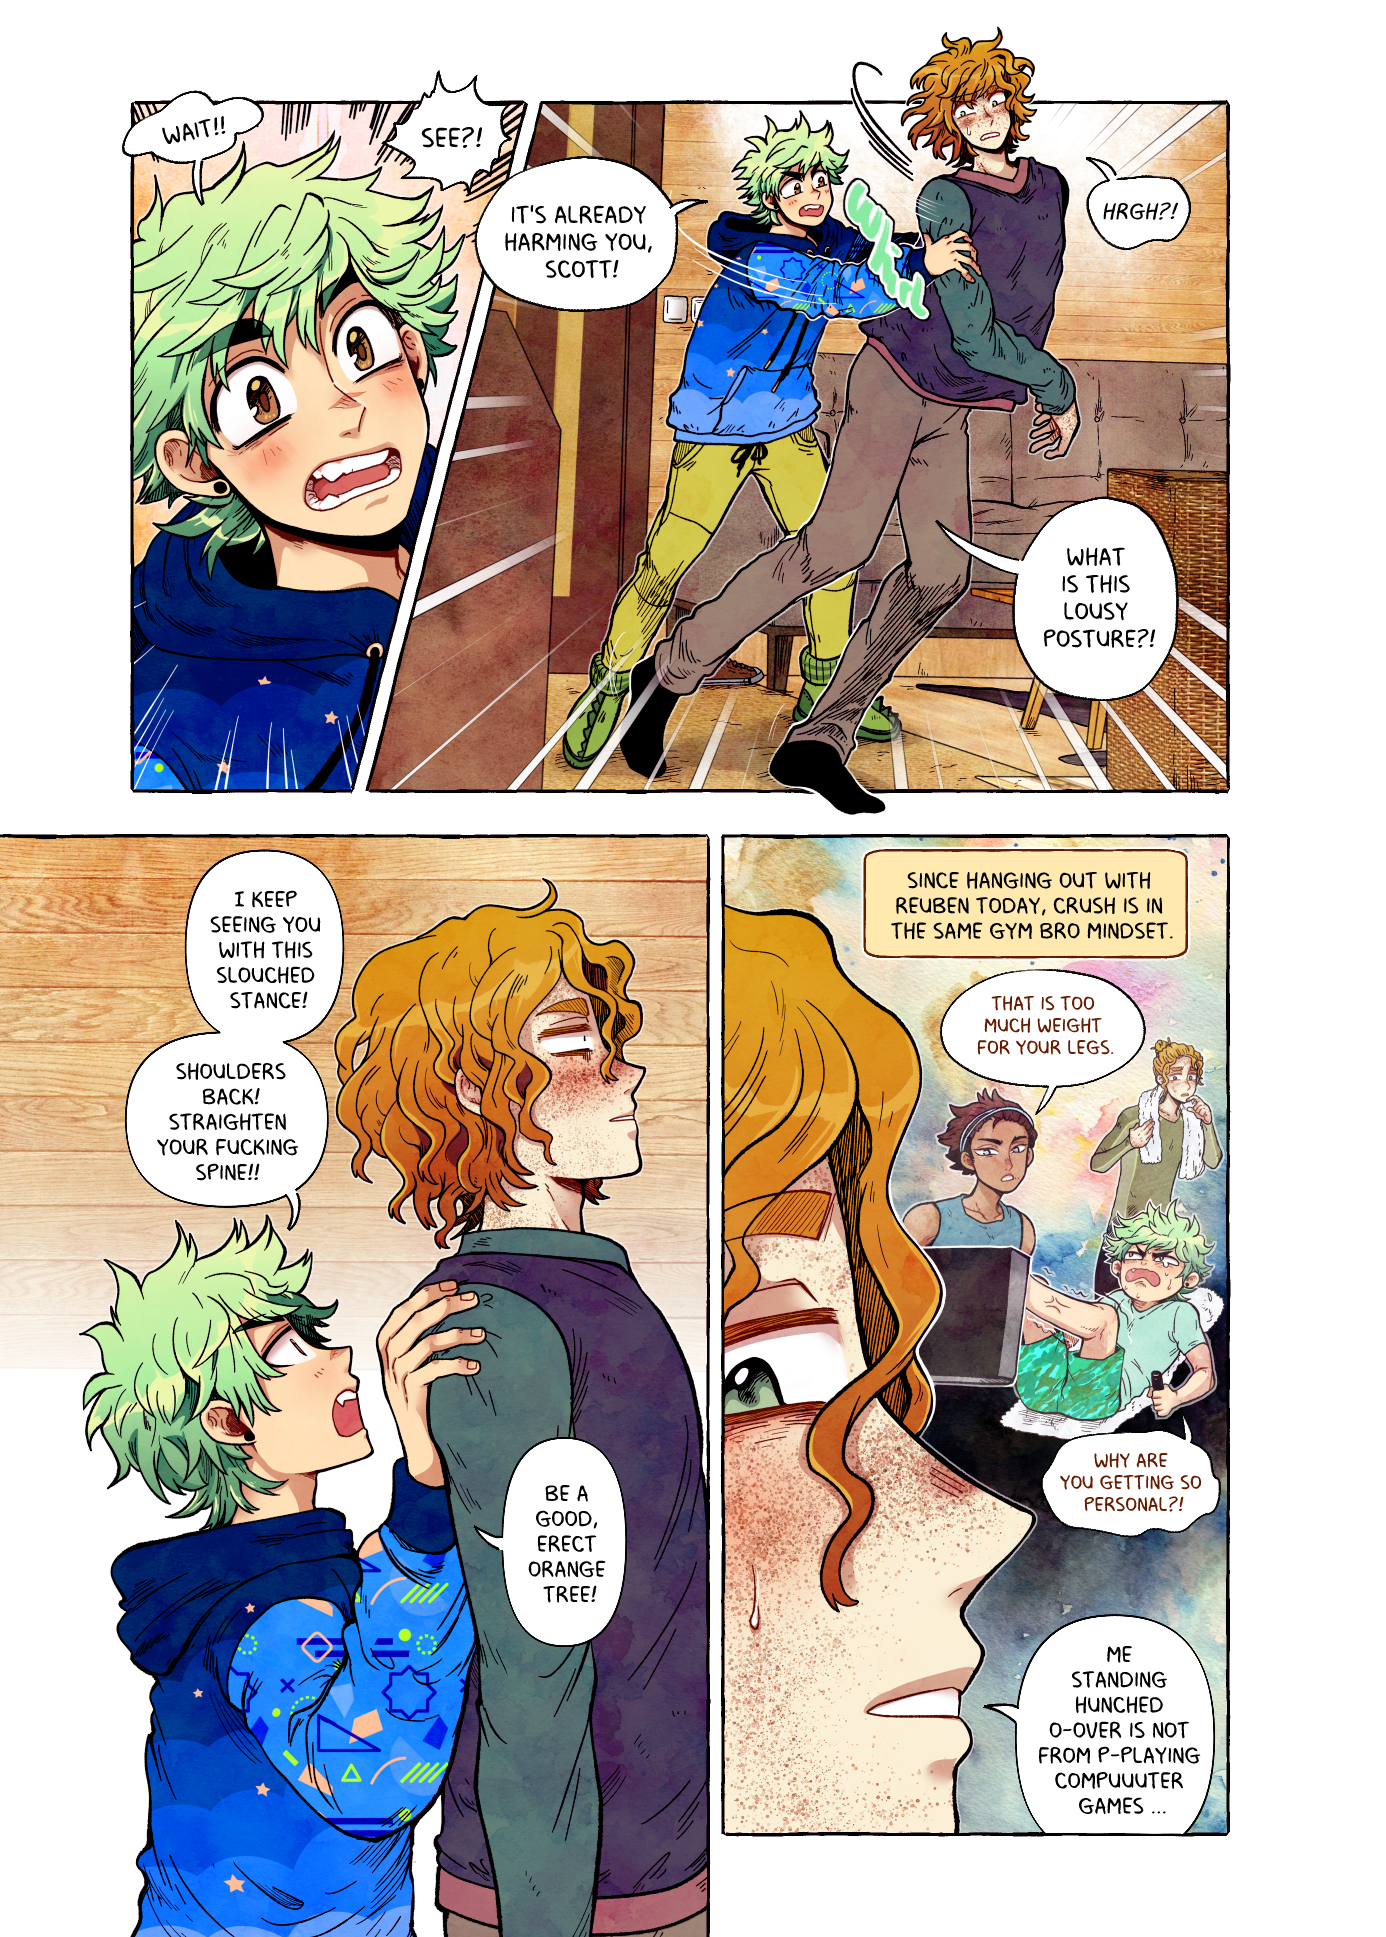 WAIT!!
SEE?!
IT'S ALREADY
HARMING YOU,
SCOTT!
HRGH?!
WHAT
IS THIS
LOUSY
POSTURE?!
I KEEP
SEEING YOU
WITH THIS
SLOUCHED
STANCE!
SHOULDERS
BACK!
STRAIGHTEN
YOUR FUCKING
SPINE!!
BE A
GOOD,
ERECT
ORANGE
TREE!
SINCE HANGING OUT WITH
REUBEN TODAY, CRUSH IS IN
THE SAME GYM BRO MINDSET.
THAT IS TOO
MUCH WEIGHT
FOR YOUR LEGS.
WHY ARE
YOU GETTING SO
PERSONAL?!
ME
STANDING
HUNCHED
O-OVER IS NOT
FROM P-PLAYING
COMPUUUTER
GAMES ...